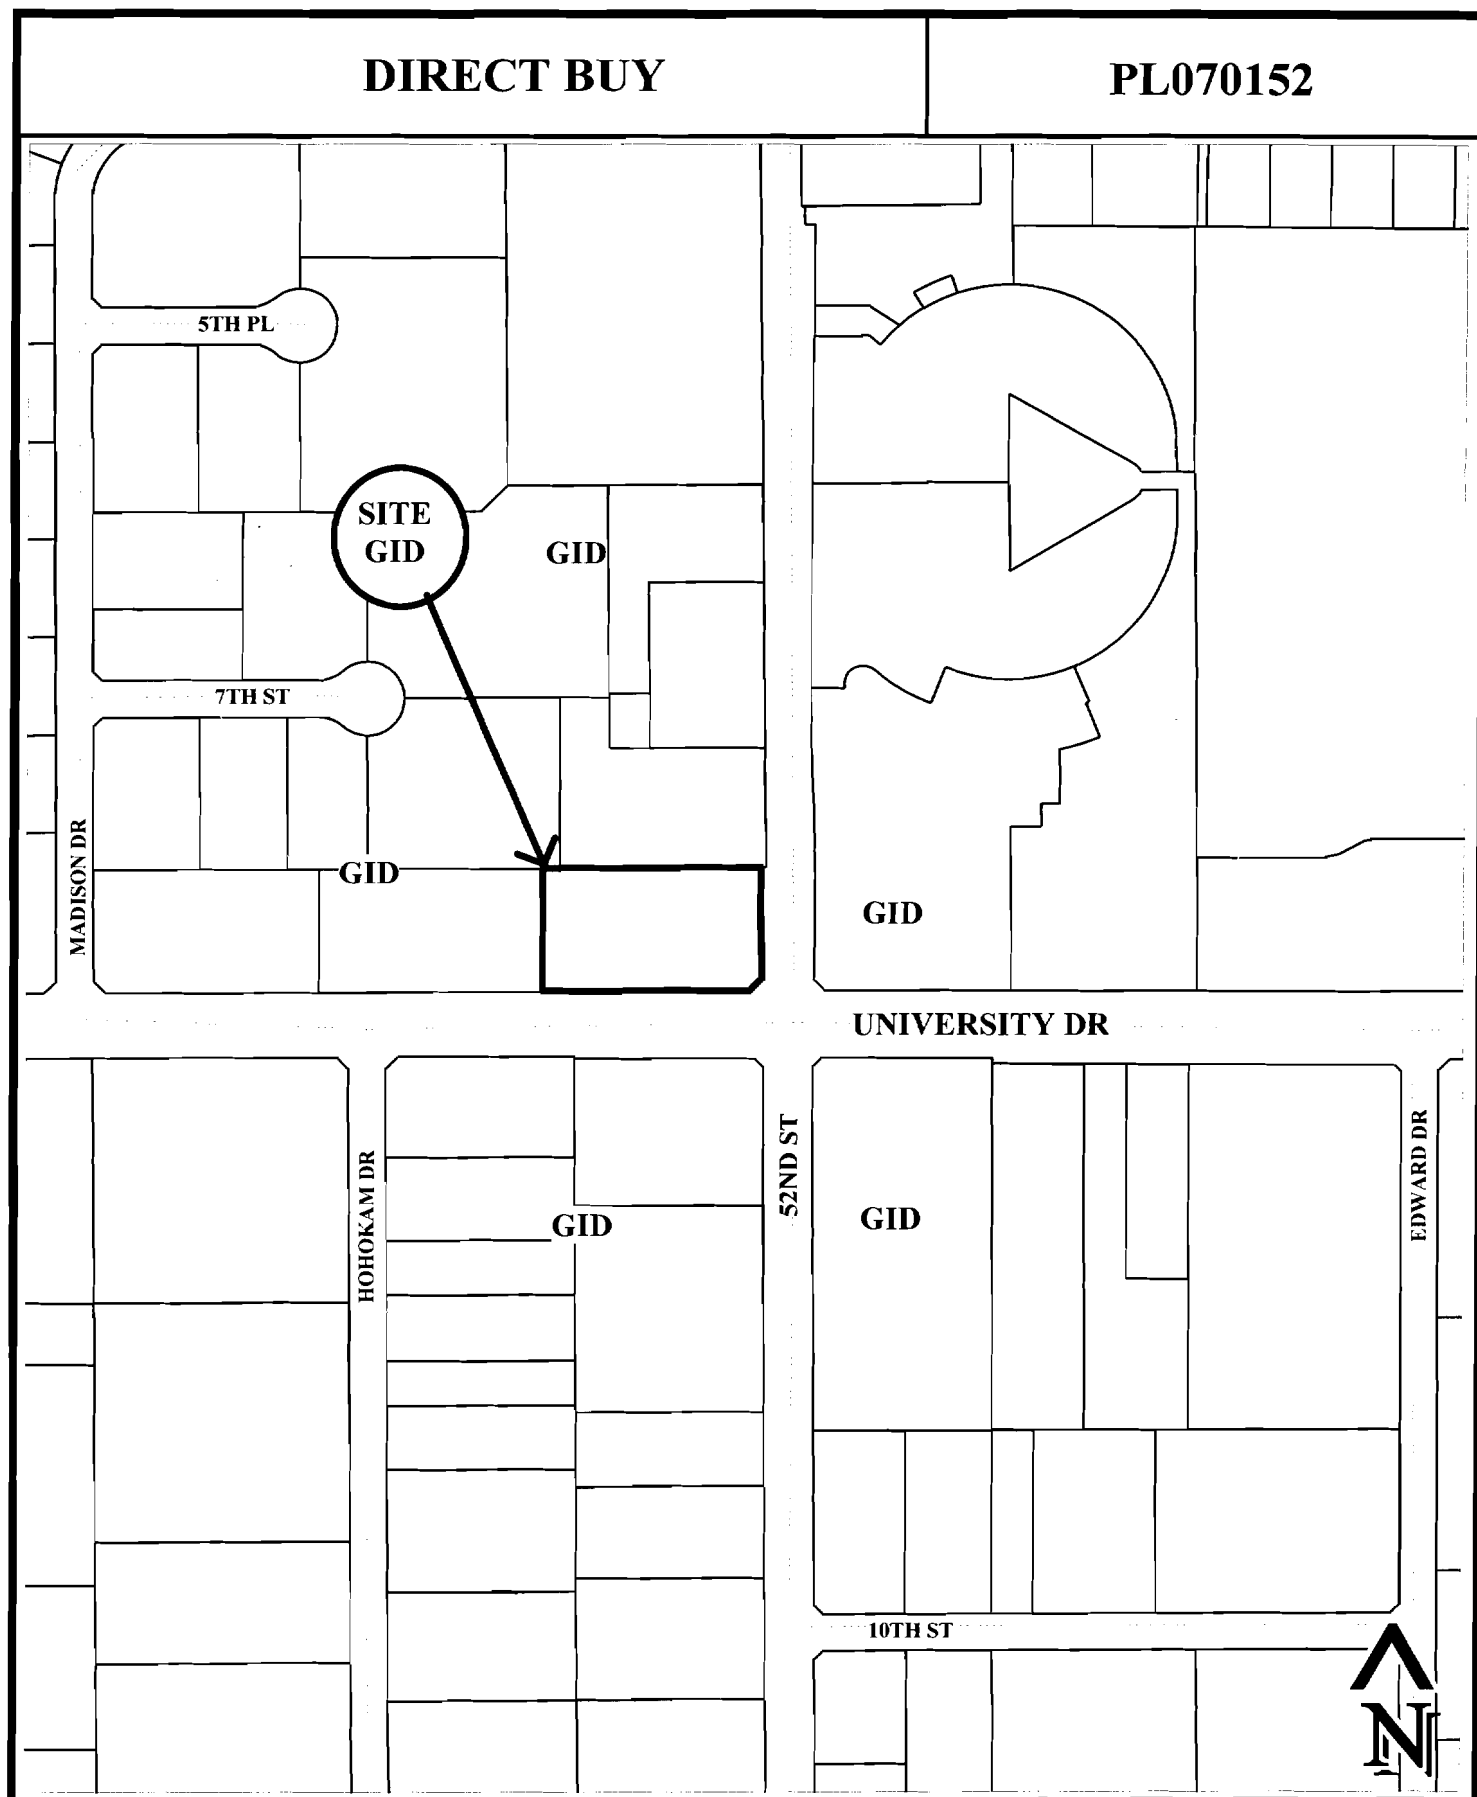 DIRECT BUY
PL070152
5TH PL
SITE
GID
GID
7TH ST
MADISON DR
GID
GID
UNIVERSITY DR
HOHOKAM DR
52ND ST
EDWARD DR
GID
GID
10TH ST
N